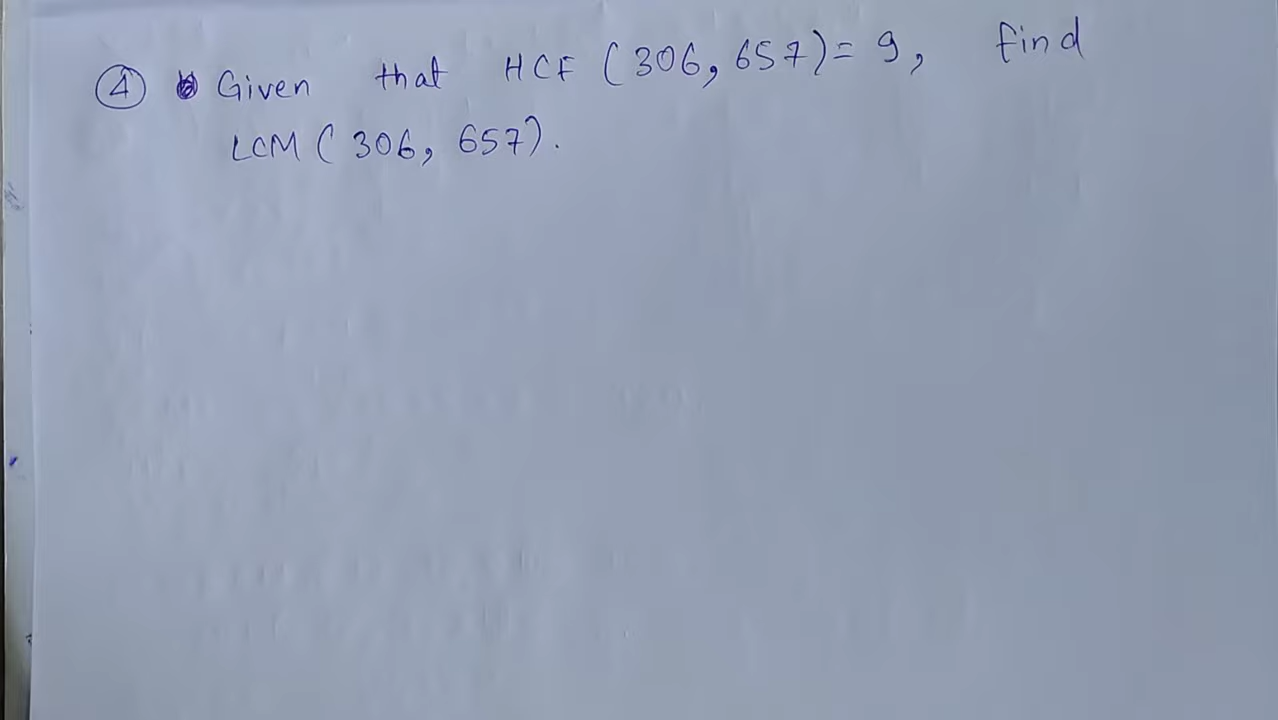 ④ Given that HCF (306, 657) = 9, find
LCM ( 306, 657).